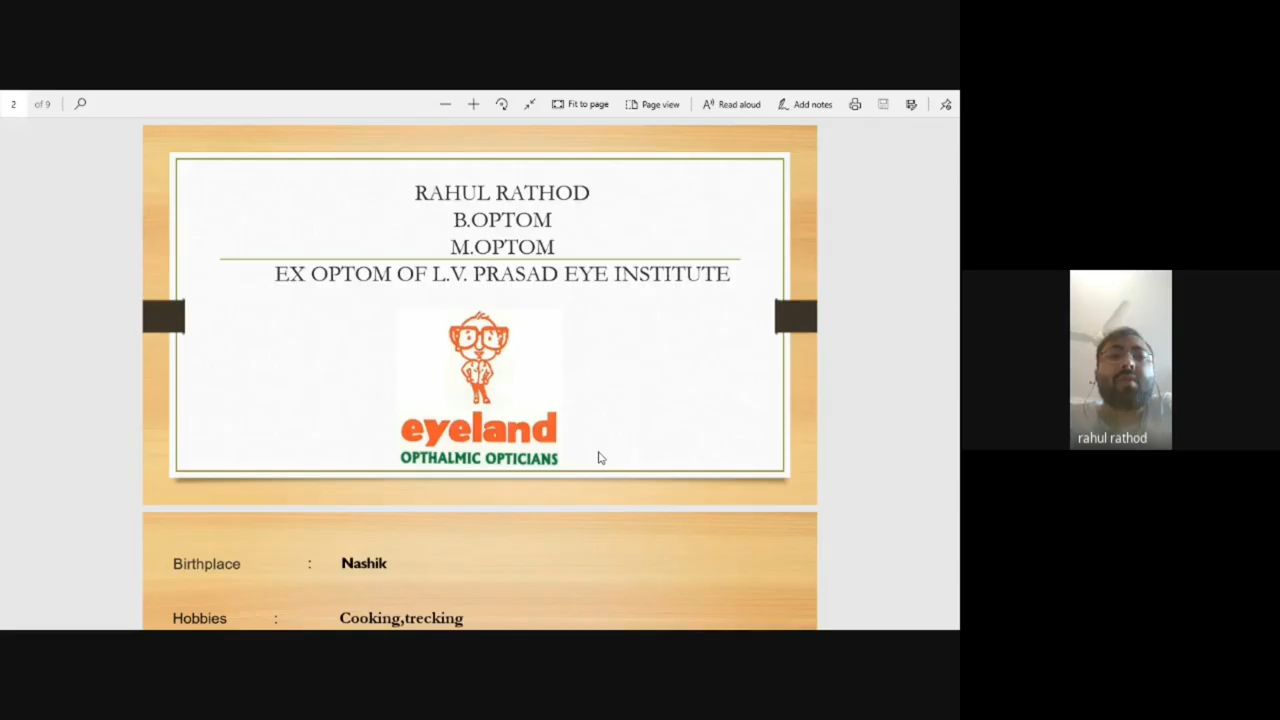 2 of 9
Fit to page
Page view
Read aloud
Add notes
RAHUL RATHOD
B.OPTOM
M.OPTOM
EX OPTOM OF L.V. PRASAD EYE INSTITUTE
eyeland
OPTHALMIC OPTICIANS
rahul rathod
Birthplace : Nashik
Hobbies : Cooking,trecking